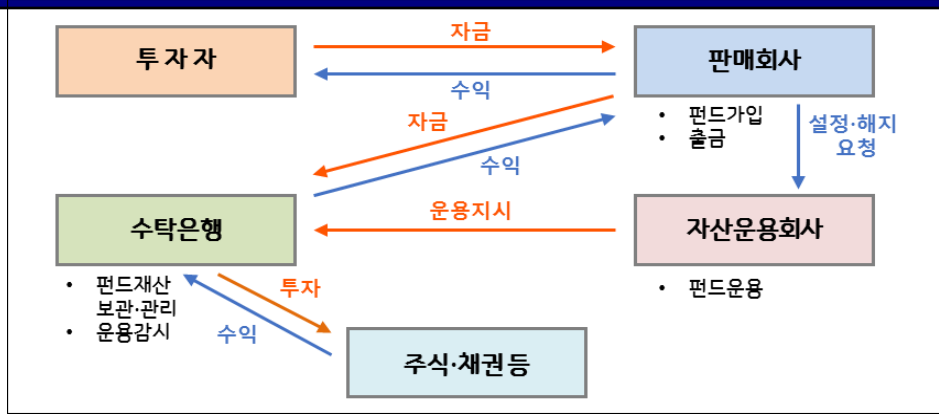 투 자 자
자금
수익
판매회사
• 펀드가입
• 출금
자금
수익
설정·해지
요청
수탁은행
운용지시
자산운용회사
• 펀드재산
보관·관리
• 운용감시
투자
수익
• 펀드운용
주식·채권 등